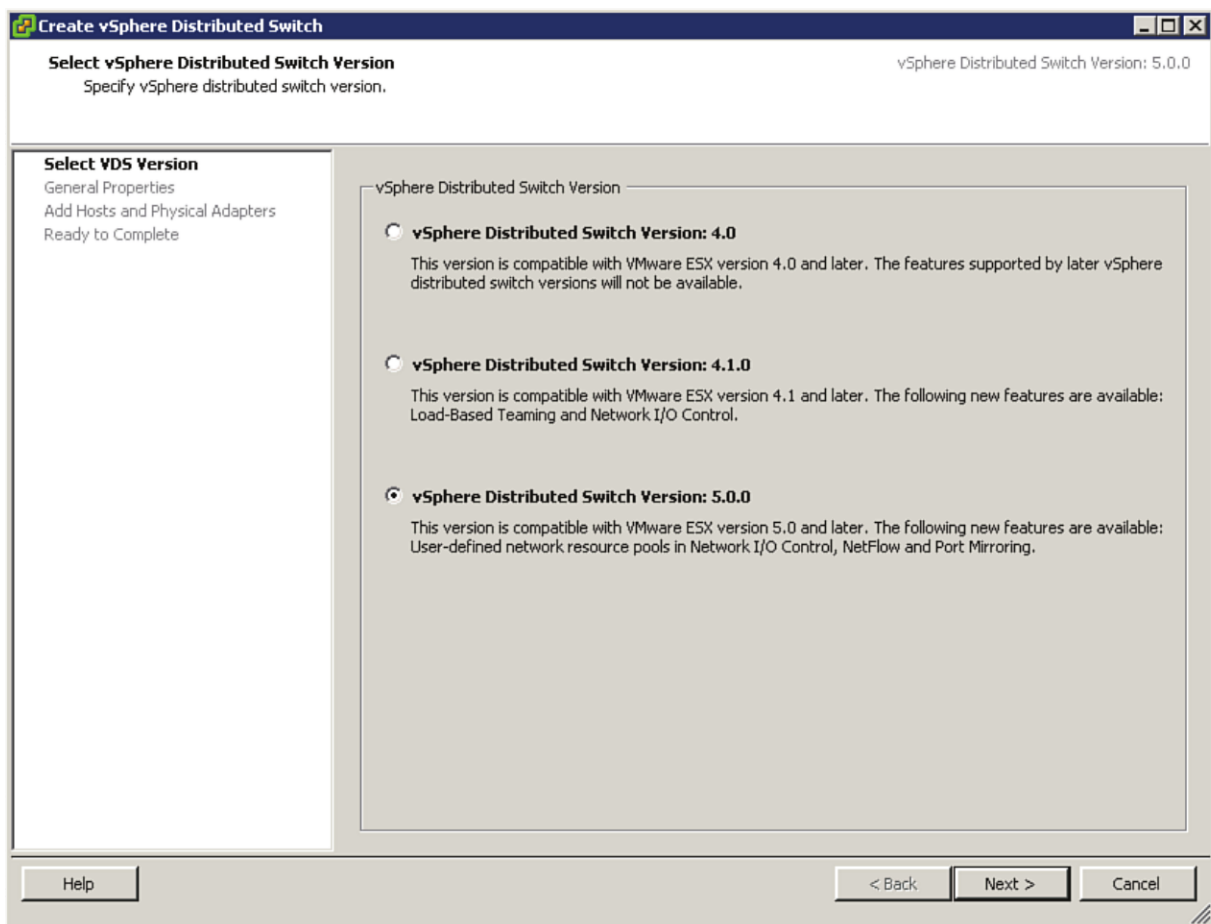 Create vSphere Distributed Switch
Select vSphere Distributed Switch Version
vSphere Distributed Switch Version: 5.0.0
Specify vSphere distributed switch version.
Select VDS Version
General Properties
Add Hosts and Physical Adapters
Ready to Complete
vSphere Distributed Switch Version
vSphere Distributed Switch Version: 4.0
This version is compatible with VMware ESX version 4.0 and later. The features supported by later vSphere
distributed switch versions will not be available.
vSphere Distributed Switch Version: 4.1.0
This version is compatible with VMware ESX version 4.1 and later. The following new features are available:
Load-Based Teaming and Network I/O Control.
vSphere Distributed Switch Version: 5.0.0
This version is compatible with VMware ESX version 5.0 and later. The following new features are available:
User-defined network resource pools in Network I/O Control, NetFlow and Port Mirroring.
Help
< Back
Next >
Cancel